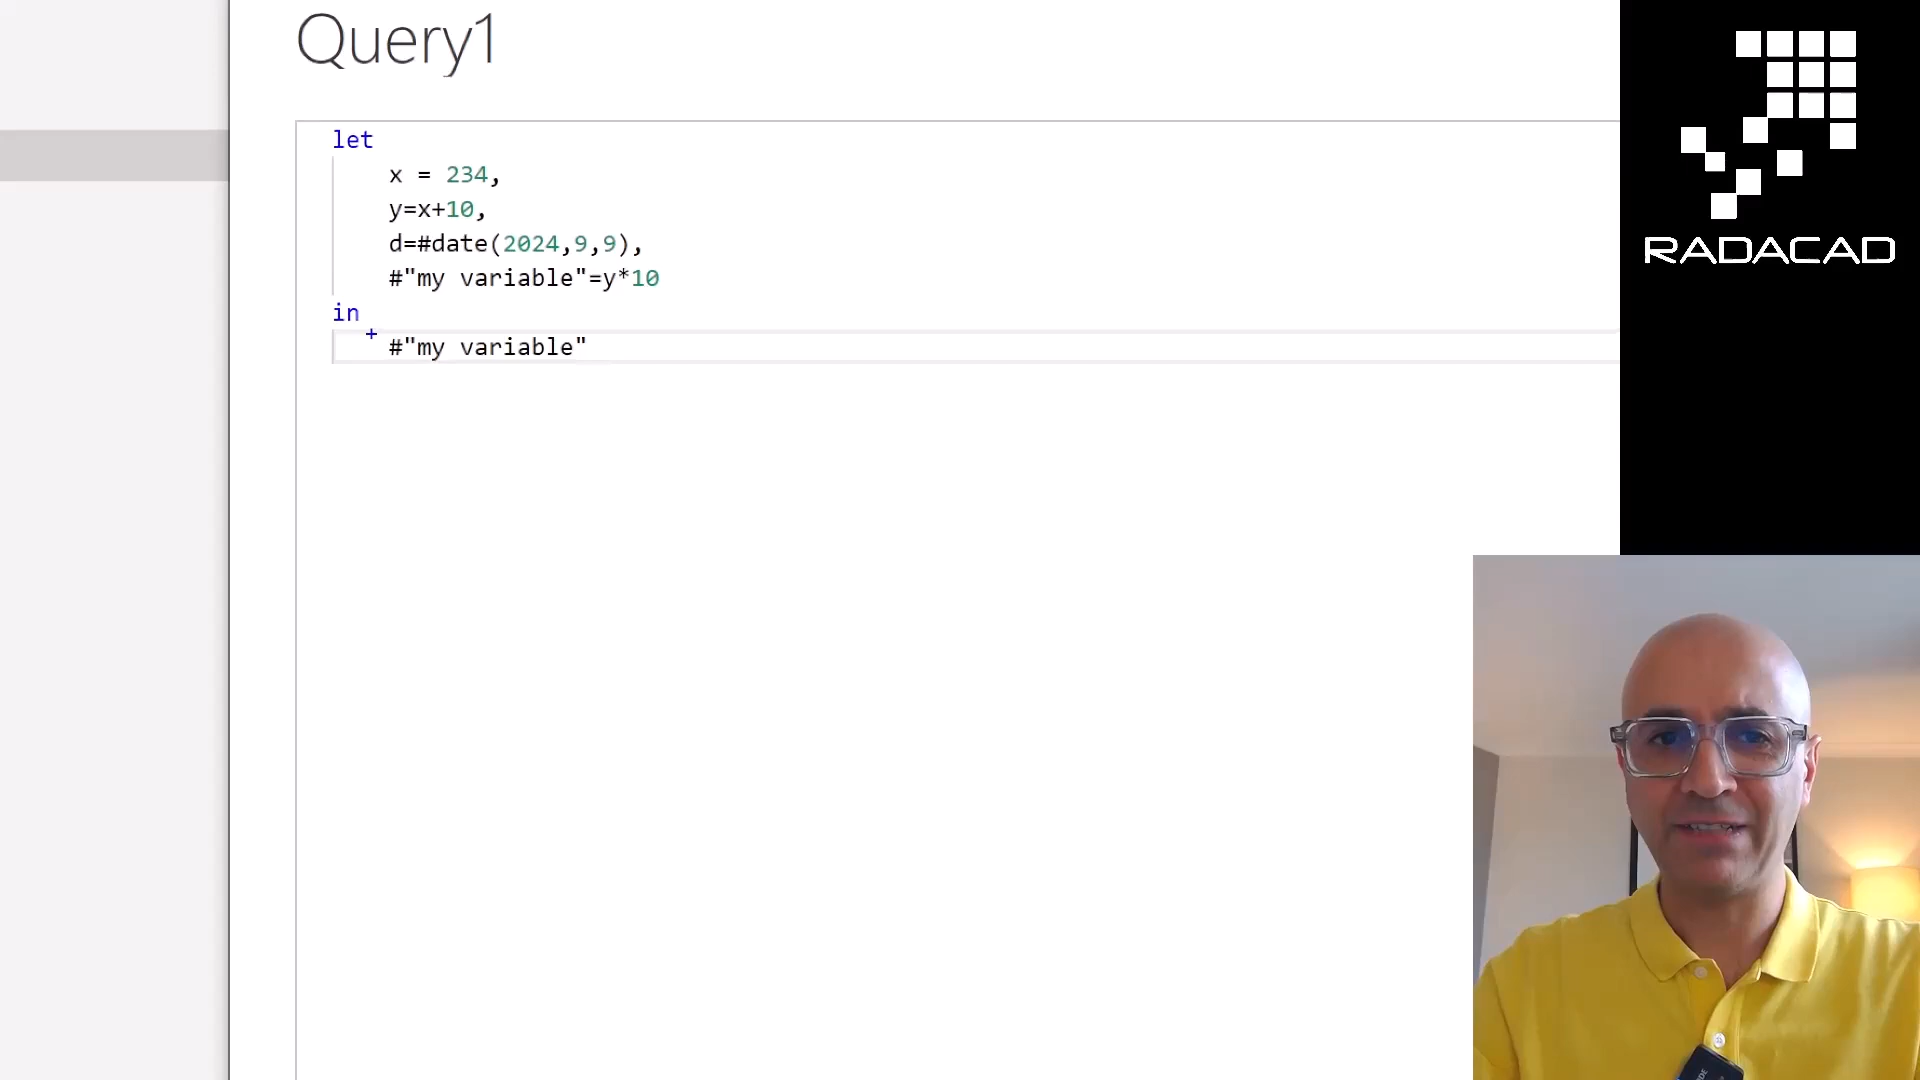 Query1
let
x = 234,
y=x+10,
d=#date(2024,9,9),
#"my variable"=y*10
in
#"my variable"
RADACAD